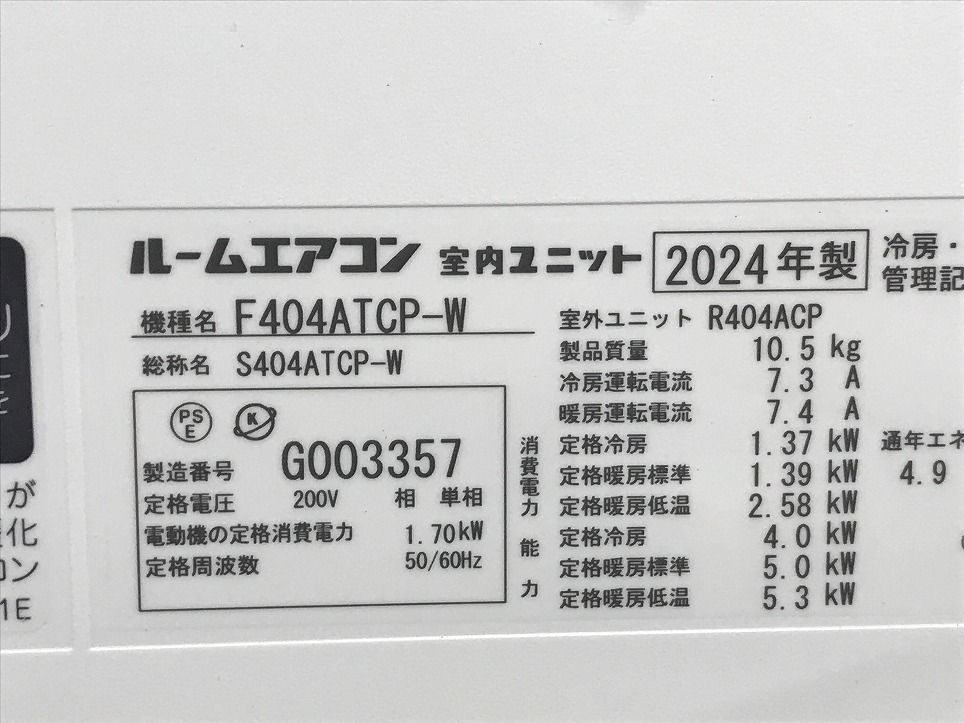 ルームエアコン 室内ユニット 2024年製
冷房・
管理記
機種名 F404ATCP-W
総称名 S404ATCP-W
PS
E
K
製造番号 G003357
定格電圧 200V 相 単相
電動機の定格消費電力 1.70kW
定格周波数 50/60Hz
室外ユニット R404ACP
製品質量 10.5 kg
冷房運転電流 7.3 A
暖房運転電流 7.4 A
消費電力
定格冷房 1.37 kW
定格暖房標準 1.39 kW
定格暖房低温 2.58 kW
能力
定格冷房 4.0 kW
定格暖房標準 5.0 kW
定格暖房低温 5.3 kW
通年エネ
4.9
が
化
コン
1E